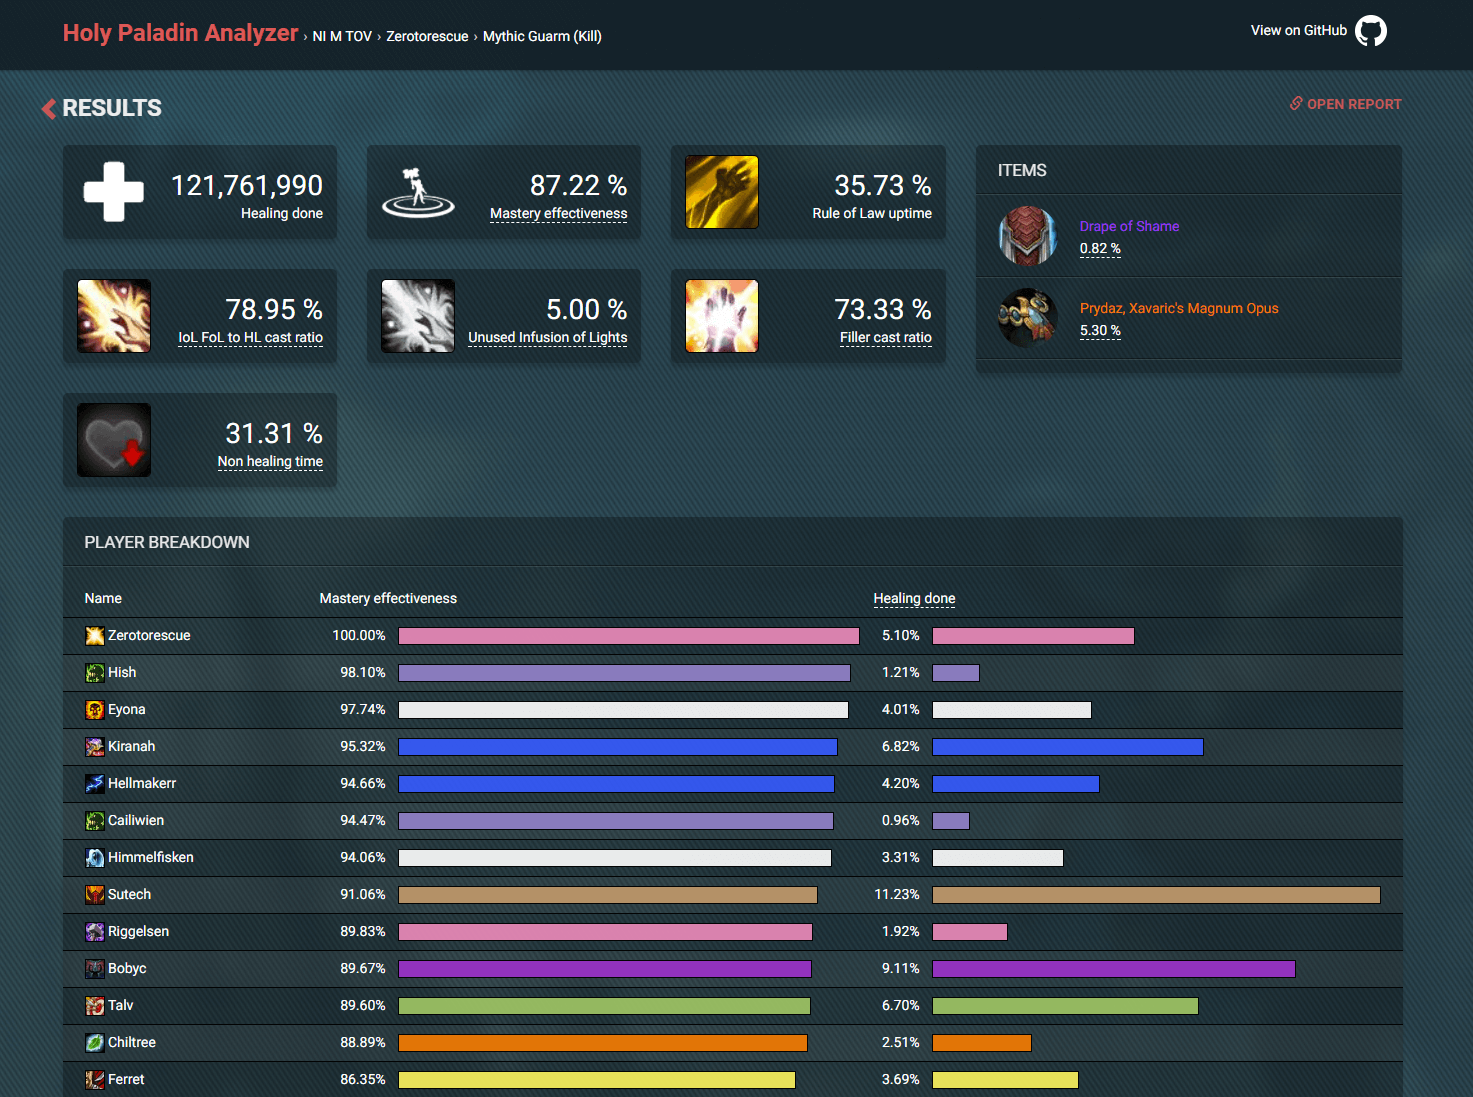 Holy Paladin Analyzer › NI M TOV › Zerotorescue › Mythic Guarm (Kill)
View on GitHub
RESULTS
OPEN REPORT
121,761,990
Healing done
87.22 %
Mastery effectiveness
35.73 %
Rule of Law uptime
78.95 %
IoL FoL to HL cast ratio
5.00 %
Unused Infusion of Lights
73.33 %
Filler cast ratio
31.31 %
Non healing time
ITEMS
Drape of Shame
0.82 %
Prydaz, Xavaric's Magnum Opus
5.30 %
PLAYER BREAKDOWN
Name Mastery effectiveness Healing done
Zerotorescue 100.00% 5.10%
Hish 98.10% 1.21%
Eyona 97.74% 4.01%
Kiranah 95.32% 6.82%
Hellmakerr 94.66% 4.20%
Cailiwien 94.47% 0.96%
Himmelfisken 94.06% 3.31%
Sutech 91.06% 11.23%
Riggelsen 89.83% 1.92%
Bobyc 89.67% 9.11%
Talv 89.60% 6.70%
Chiltree 88.89% 2.51%
Ferret 86.35% 3.69%